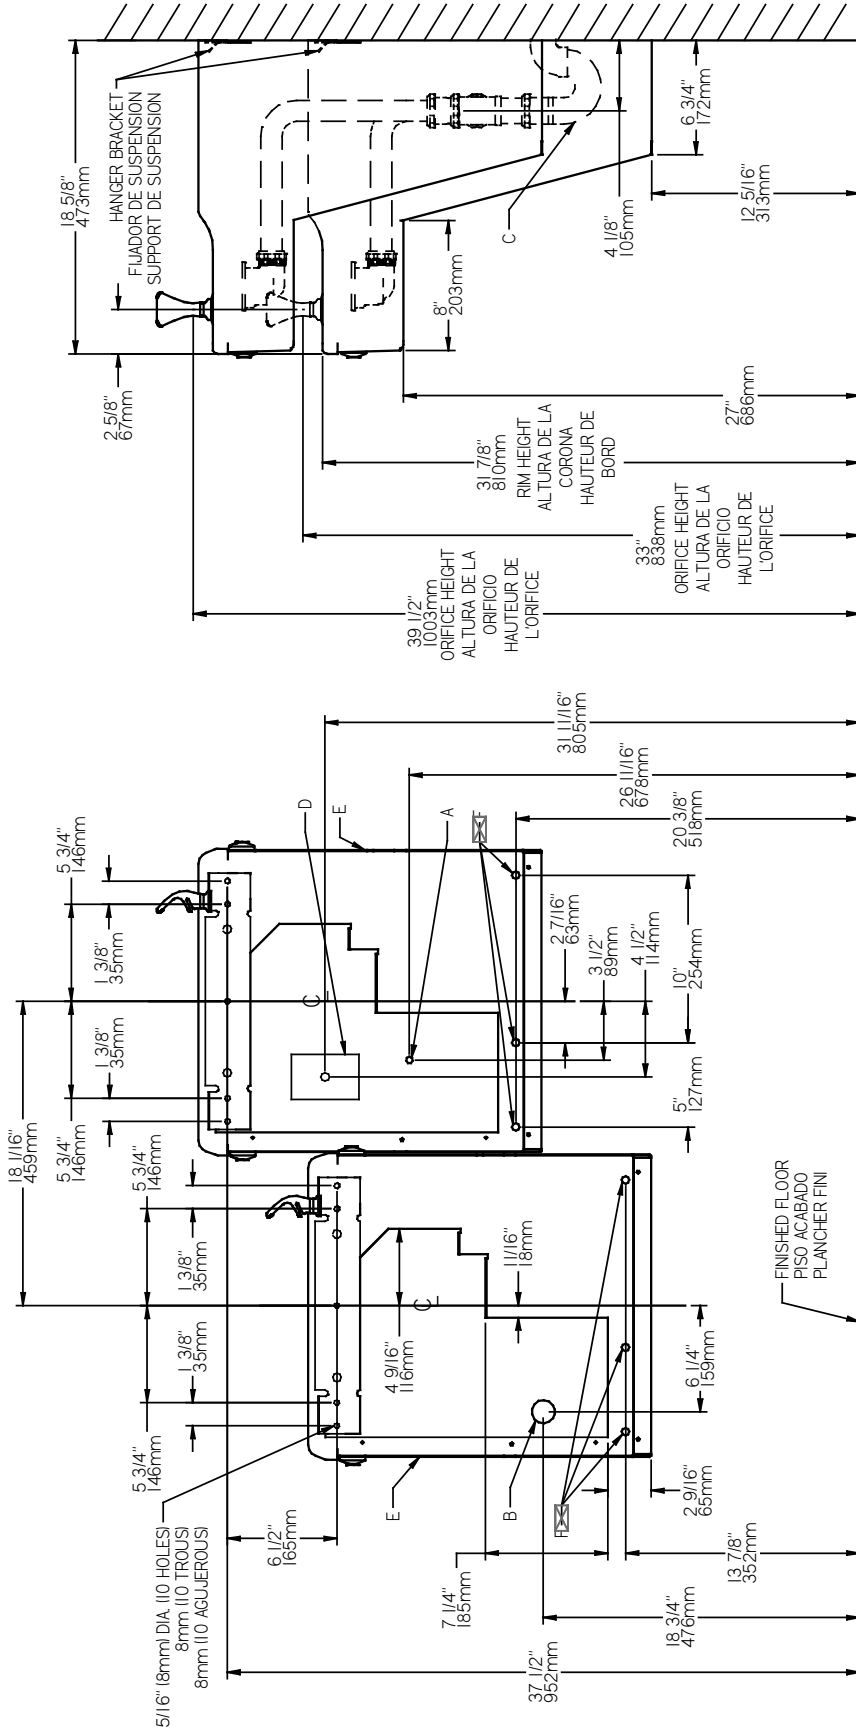 18 5/8"
473mm
HANGER BRACKET
FIJADOR DE SUSPENSION
SUPPORT DE SUSPENSION
2 5/8"
67mm
8"
203mm
C
4 1/8"
105mm
6 3/4"
172mm
12 5/16"
313mm
27"
686mm
31 7/8"
810mm
RIM HEIGHT
ALTURA DE LA
CORONA
HAUTEUR DE
BORD
33"
838mm
ORIFICE HEIGHT
ALTURA DE LA
ORIFICIO
HAUTEUR DE
L'ORIFICE
39 1/2"
1003mm
ORIFICE HEIGHT
ALTURA DE LA
ORIFICIO
HAUTEUR DE
L'ORIFICE
31 11/16"
805mm
26 11/16"
678mm
20 3/8"
518mm
5 3/4"
146mm
1 3/8"
35mm
1 3/8"
35mm
5 3/4"
146mm
18 1/16"
459mm
D
E
A
CL
2 7/16"
63mm
3 1/2"
89mm
4 1/2"
114mm
10"
254mm
5"
127mm
5 3/4"
146mm
1 3/8"
35mm
1 3/8"
35mm
5 3/4"
146mm
5/16" (8mm) DIA. (10 HOLES)
8mm (10 TROUS)
8mm (10 AGUJEROUS)
6 1/2"
165mm
4 9/16"
116mm
CL
11/16"
18mm
E
B
7 1/4"
185mm
6 1/4"
159mm
2 9/16"
65mm
13 7/8"
352mm
18 3/4"
476mm
37 1/2"
952mm
FINISHED FLOOR
PISO ACABADO
PLANCHER FINI